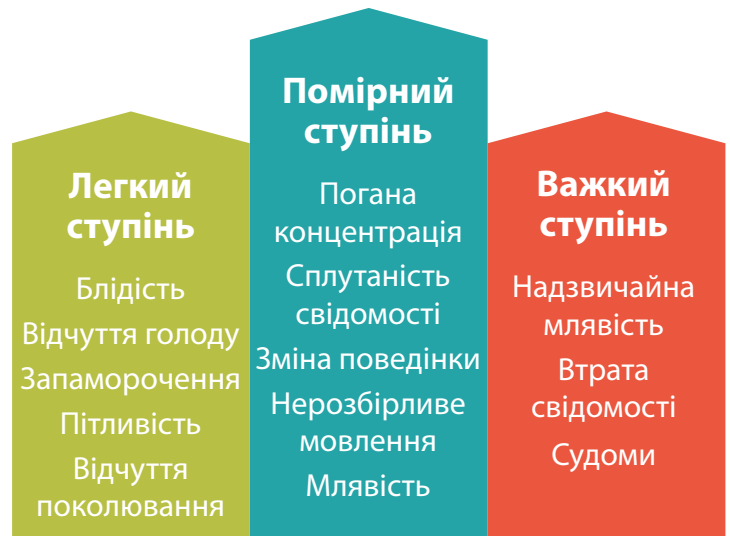 Легкий
ступінь
Блідість
Відчуття голоду
Запаморочення
Пітливість
Відчуття
поколювання
Помірний
ступінь
Погана
концентрація
Сплутаність
свідомості
Зміна поведінки
Нерозбірливе
мовлення
Млявість
Важкий
ступінь
Надзвичайна
млявість
Втрата
свідомості
Судоми